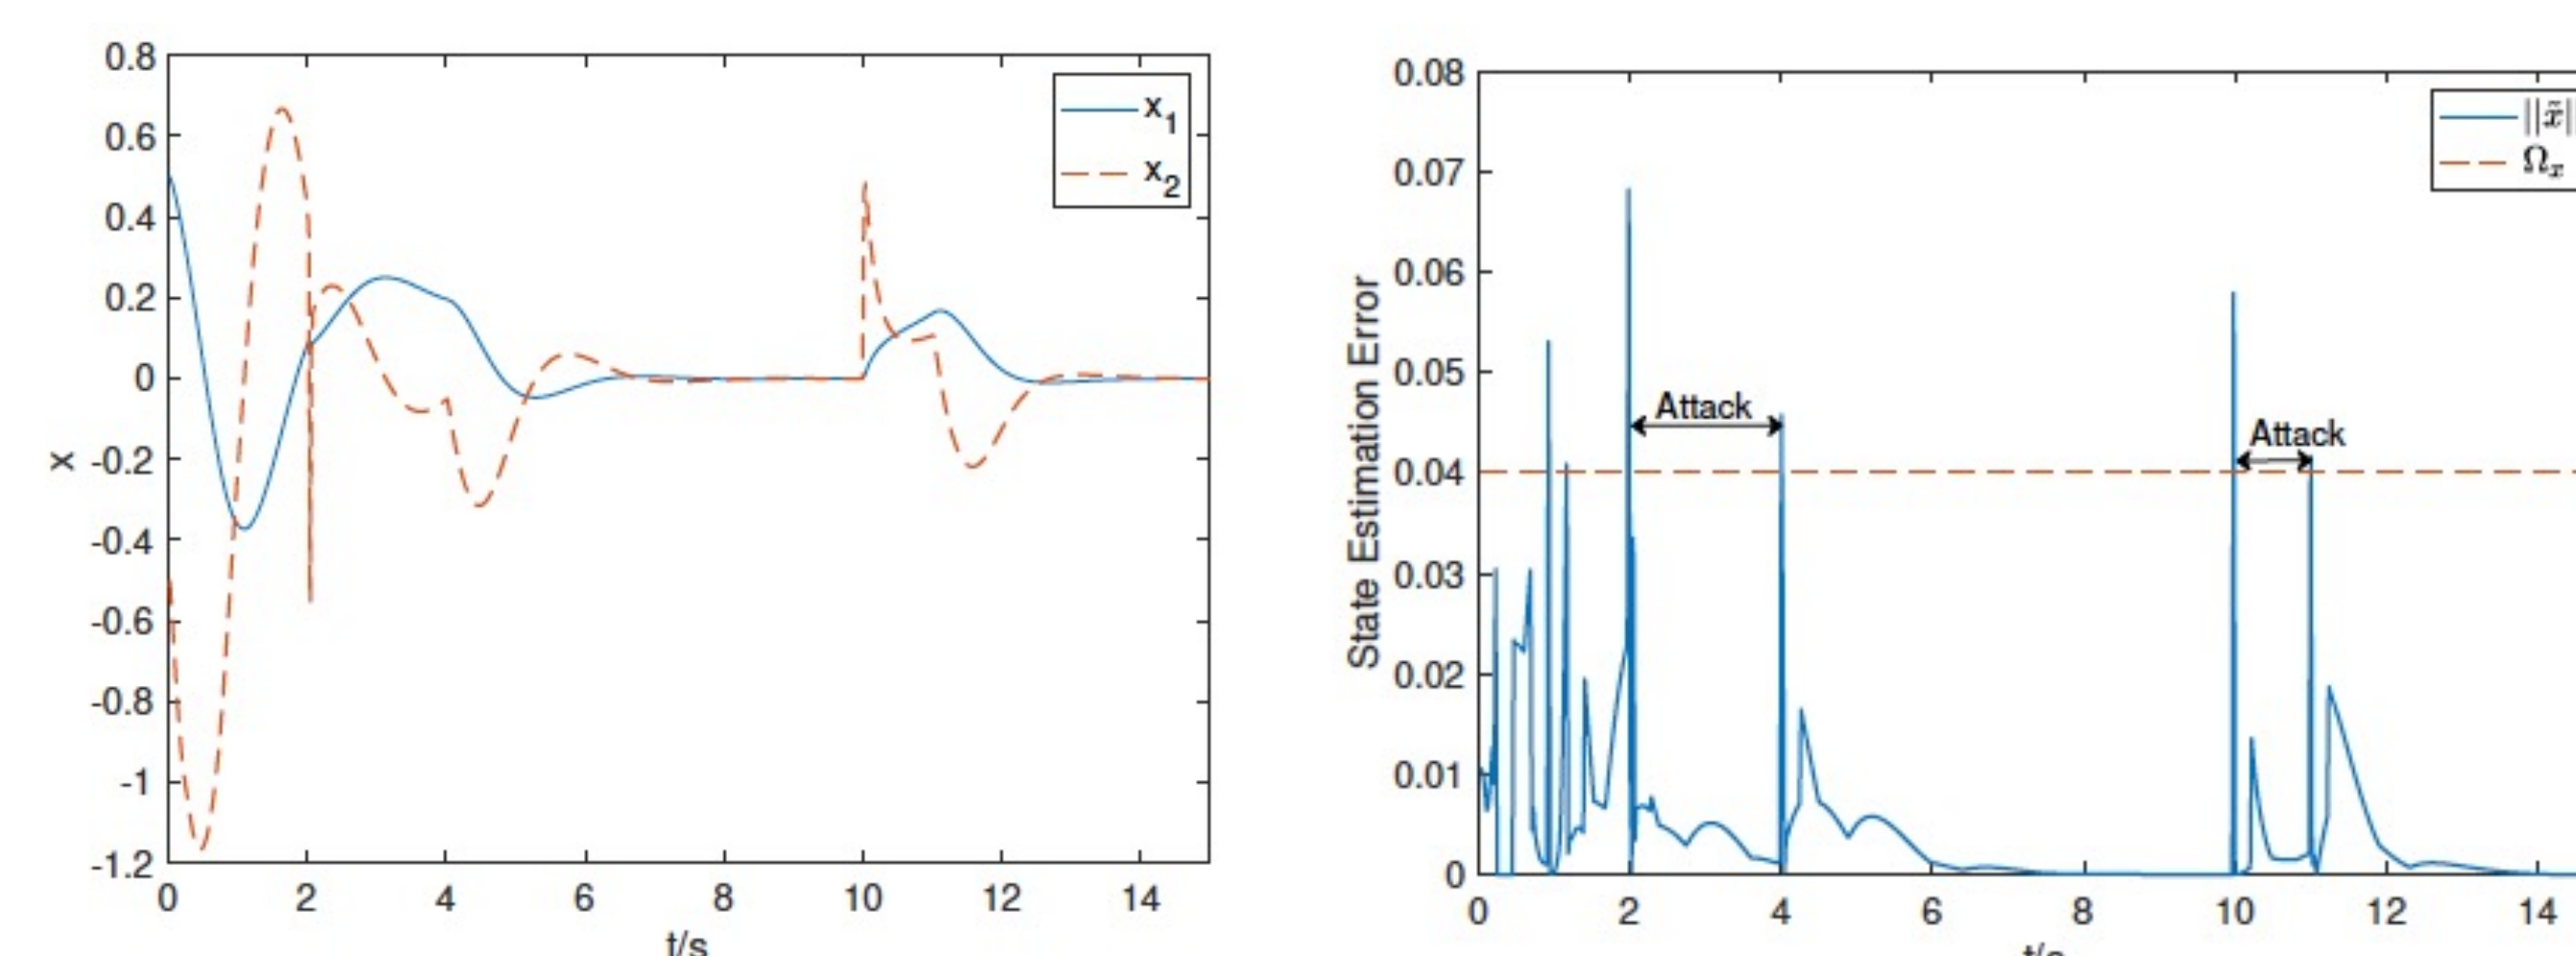 0.8
0.6
0.4
0.2
0
-0.2
-0.4
-0.6
-0.8
-1
-1.2
x
0 2 4 6 8 10 12 14
t/s
x₁
x₂
0.08
0.07
0.06
0.05
0.04
0.03
0.02
0.01
0
State Estimation Error
0 2 4 6 8 10 12 14
||x̃|
Ωₓ
Attack
Attack